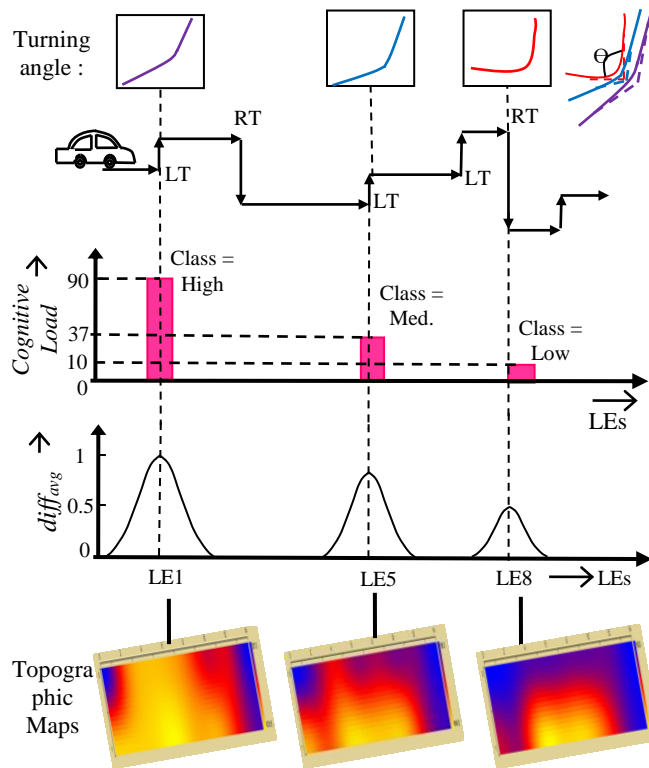 Turning
angle :
Θ
RT
RT
LT
LT
LT
Class =
High
Class =
Med.
Class =
Low
Cognitive
Load
90
37
10
0
LEs
diff_avg
1
0.5
0
LE1
LE5
LE8
LEs
Topogra
phic
Maps